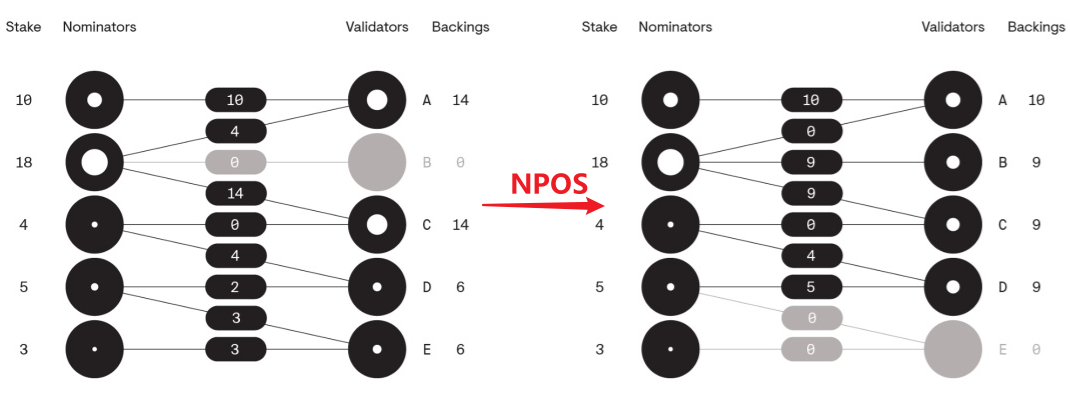 Stake Nominators Validators Backings Stake Nominators Validators Backings
10 10 A 14 10 10 A 10
4 0
18 0 B 0 NPOS 18 9 B 9
14 9
4 0 C 14 4 0 C 9
4 4
5 2 D 6 5 5 D 9
3 0
3 3 E 6 3 0 E 0